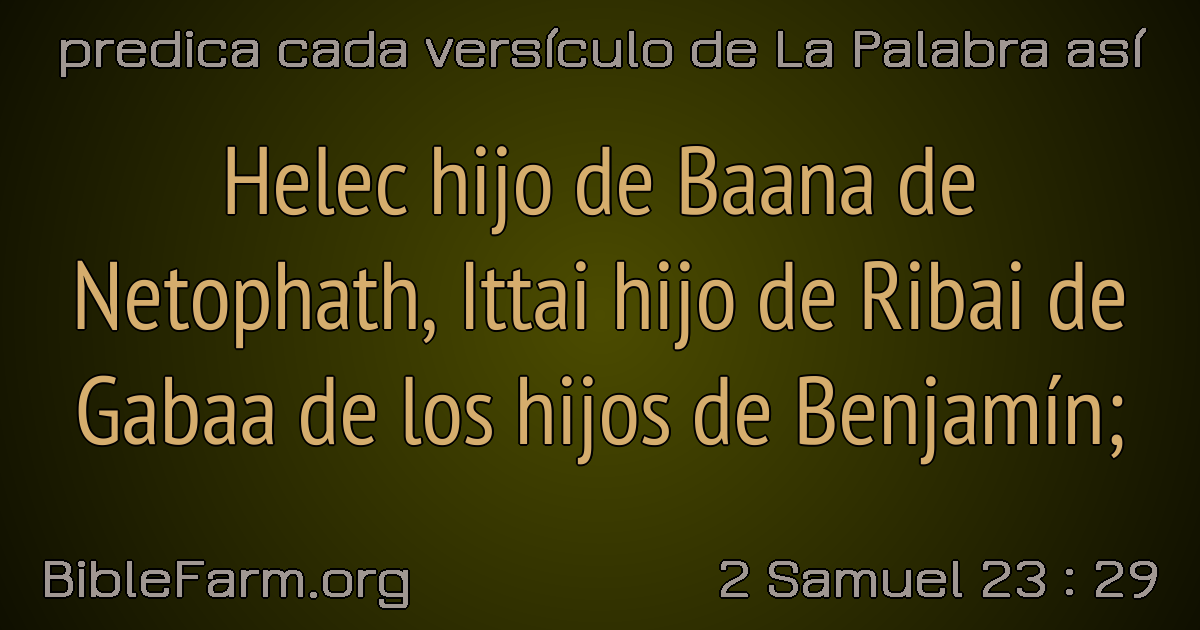 predica cada versículo de La Palabra así
Helec hijo de Baana de
Netophath, Ittai hijo de Ribai de
Gabaa de los hijos de Benjamín;
BibleFarm.org
2 Samuel 23 : 29